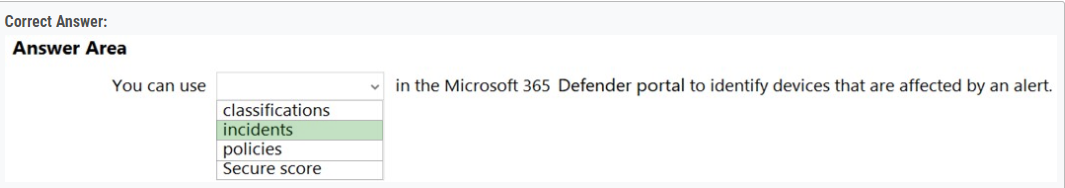 Correct Answer:
Answer Area
You can use in the Microsoft 365 Defender portal to identify devices that are affected by an alert.
classifications
incidents
policies
Secure score